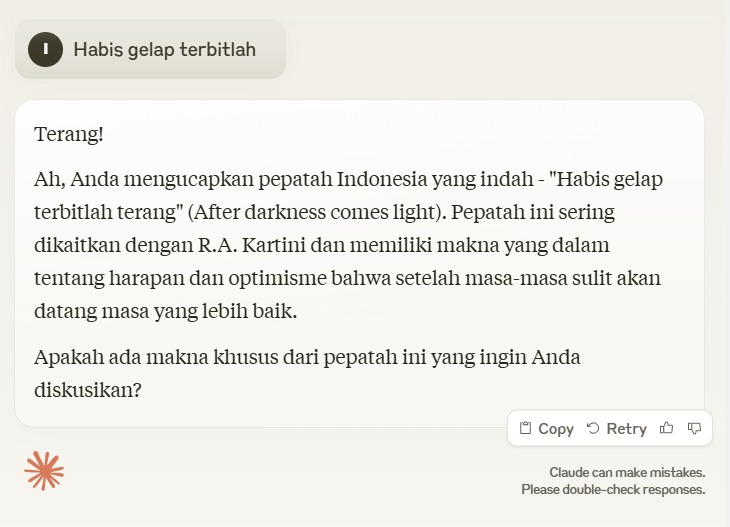 I Habis gelap terbitlah
Terang!
Ah, Anda mengucapkan pepatah Indonesia yang indah - "Habis gelap
terbitlah terang" (After darkness comes light). Pepatah ini sering
dikaitkan dengan R.A. Kartini dan memiliki makna yang dalam
tentang harapan dan optimisme bahwa setelah masa-masa sulit akan
datang masa yang lebih baik.
Apakah ada makna khusus dari pepatah ini yang ingin Anda
diskusikan?
Copy Retry
Claude can make mistakes.
Please double-check responses.